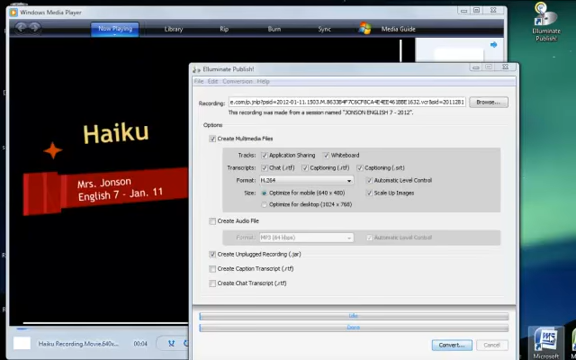 Windows Media Player
Now Playing
Library
Rip
Burn
Sync
Media Guide
Elluminate
Publish!
Elluminate Publish!
File Edit Conversion Help
Recording:
Browse...
This recording was made from a session named "JONSON ENGLISH 7 - 2012".
Options
Create Multimedia Files
Tracks: Application Sharing Whiteboard
Transcripts: Chat (.rtf) Captioning (.rtf) Captioning (.srt)
Format: H.264 Automatic Level Control
Size: Optimize for mobile (640 x 480) Scale Up Images
Optimize for desktop (1024 x 768)
Create Audio File
Format: MP3 (64 kbps) Automatic Level Control
Create Unplugged Recording (.jar)
Create Caption Transcript (.rtf)
Create Chat Transcript (.rtf)
Idle
Convert... Cancel
Haiku
Mrs. Jonson
English 7 - Jan. 11
Haiku Recording.Movie.640x...
00:04
Microsoft